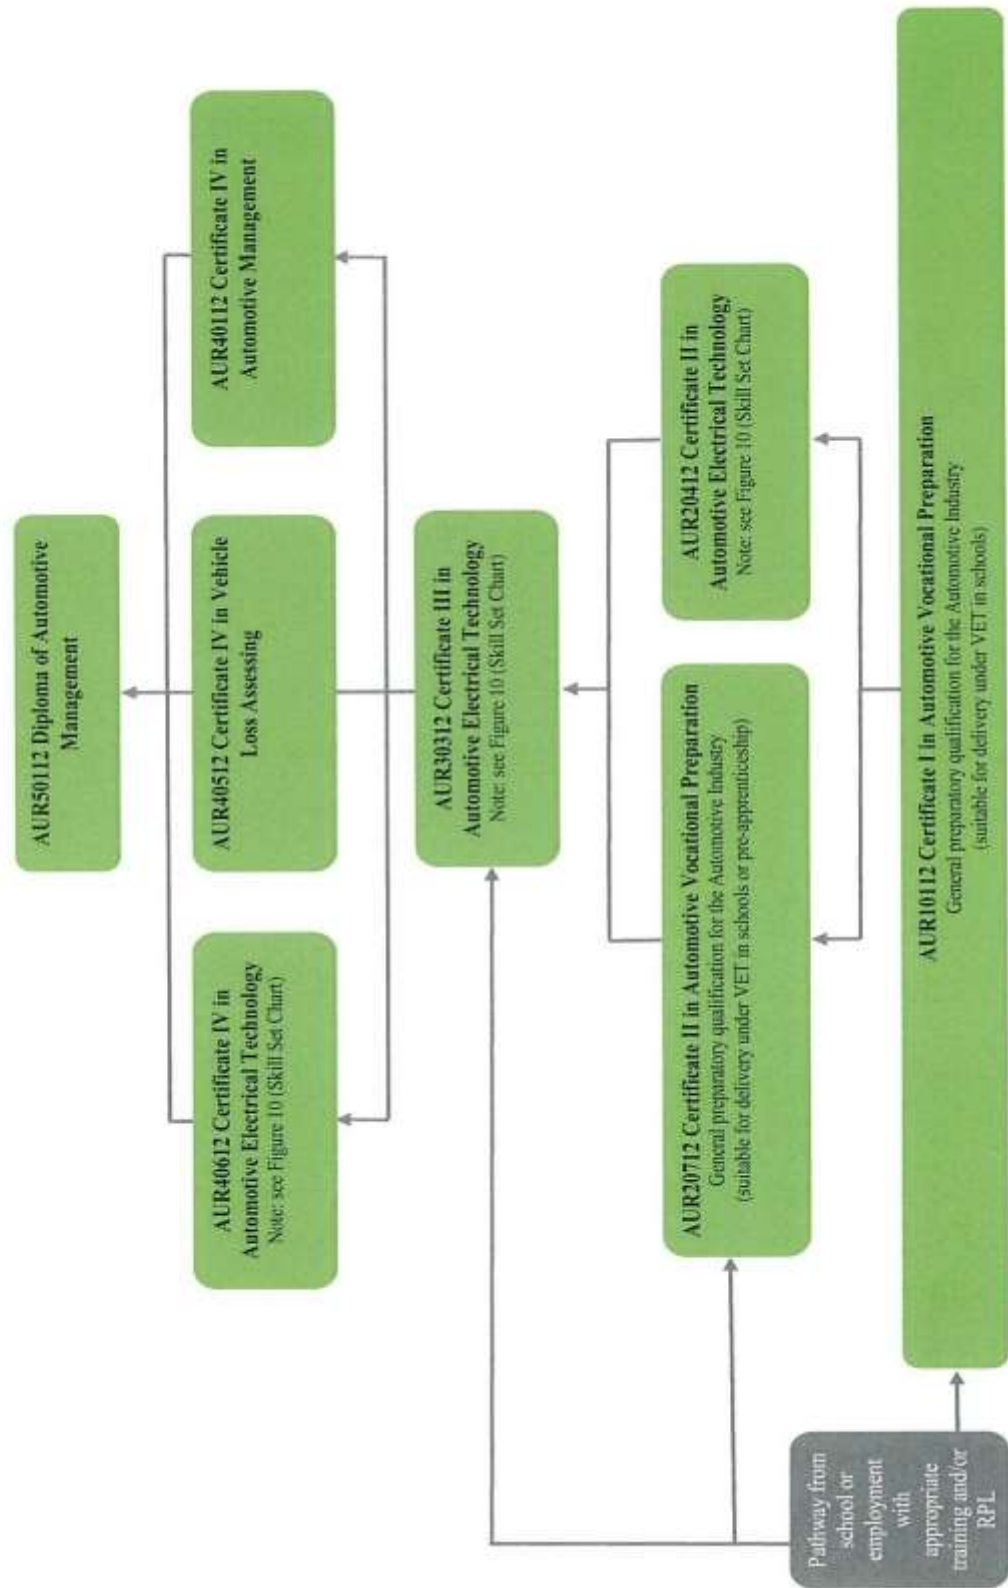 AUR50112 Diploma of Automotive
Management
AUR40612 Certificate IV in
Automotive Electrical Technology
Note: see Figure 10 (Skill Set Chart)
AUR40512 Certificate IV in Vehicle
Loss Assessing
AUR40112 Certificate IV in
Automotive Management
AUR30312 Certificate III in
Automotive Electrical Technology
Note: see Figure 10 (Skill Set Chart)
AUR20712 Certificate II in Automotive Vocational Preparation
General preparatory qualification for the Automotive Industry
(suitable for delivery under VET in schools or pre-apprenticeship)
AUR20412 Certificate II in
Automotive Electrical Technology
Note: see Figure 10 (Skill Set Chart)
Pathway from
school or
employment
with
appropriate
training and/or
RPL
AUR10112 Certificate I in Automotive Vocational Preparation
General preparatory qualification for the Automotive Industry
(suitable for delivery under VET in schools)